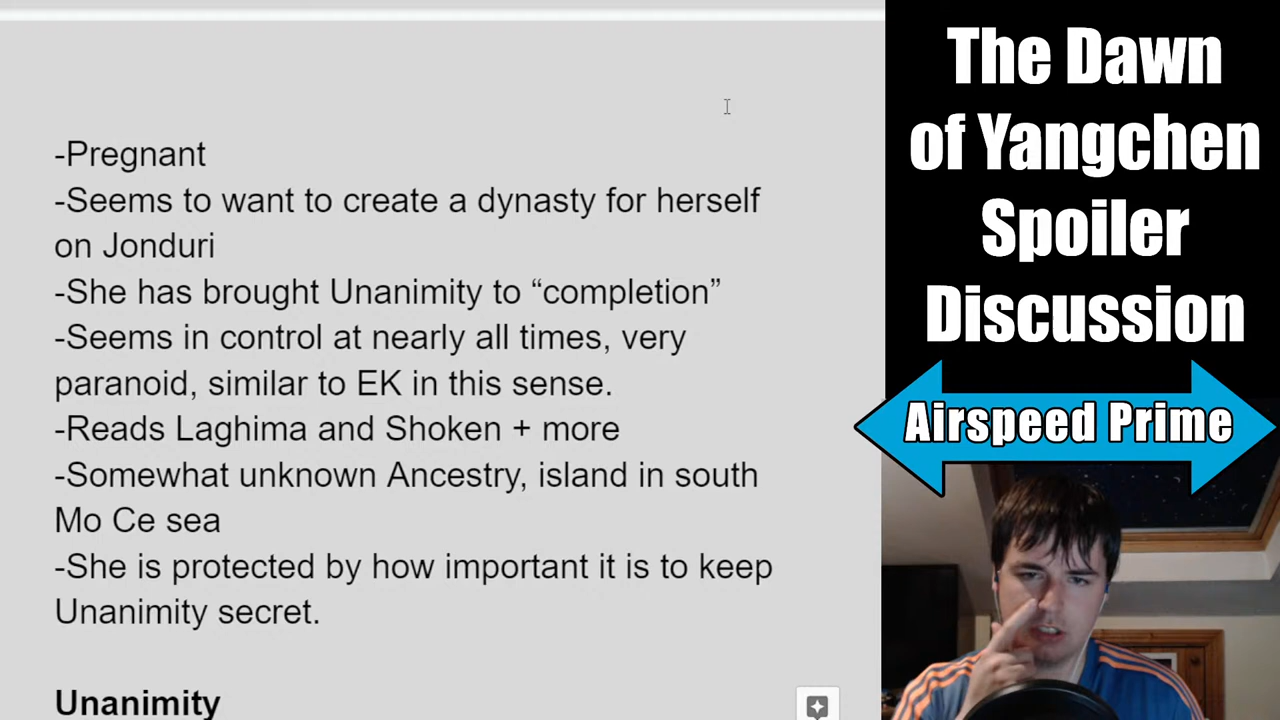 -Pregnant
-Seems to want to create a dynasty for herself
on Jonduri
-She has brought Unanimity to “completion”
-Seems in control at nearly all times, very
paranoid, similar to EK in this sense.
-Reads Laghima and Shoken + more
-Somewhat unknown Ancestry, island in south
Mo Ce sea
-She is protected by how important it is to keep
Unanimity secret.
Unanimity
The Dawn
of Yangchen
Spoiler
Discussion
Airspeed Prime